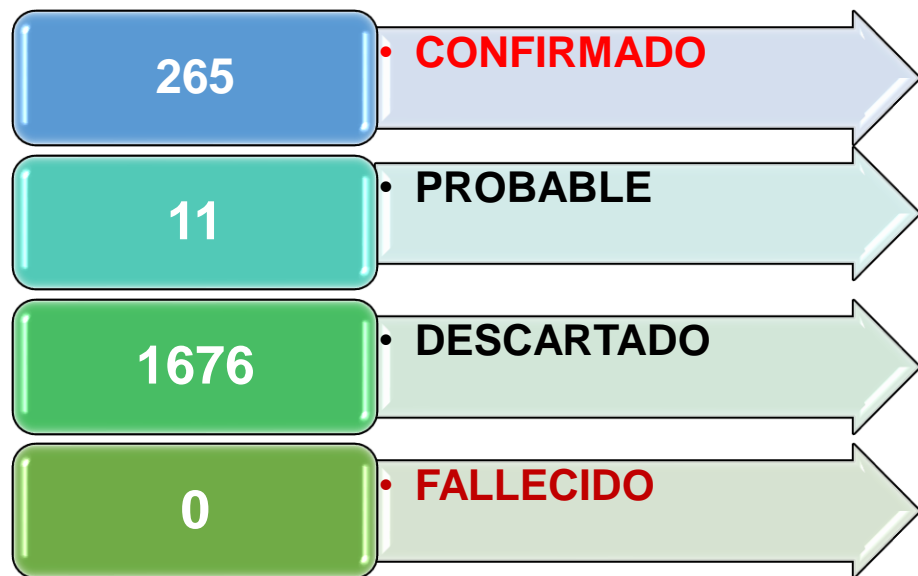 265
• CONFIRMADO
11
• PROBABLE
1676
• DESCARTADO
0
• FALLECIDO